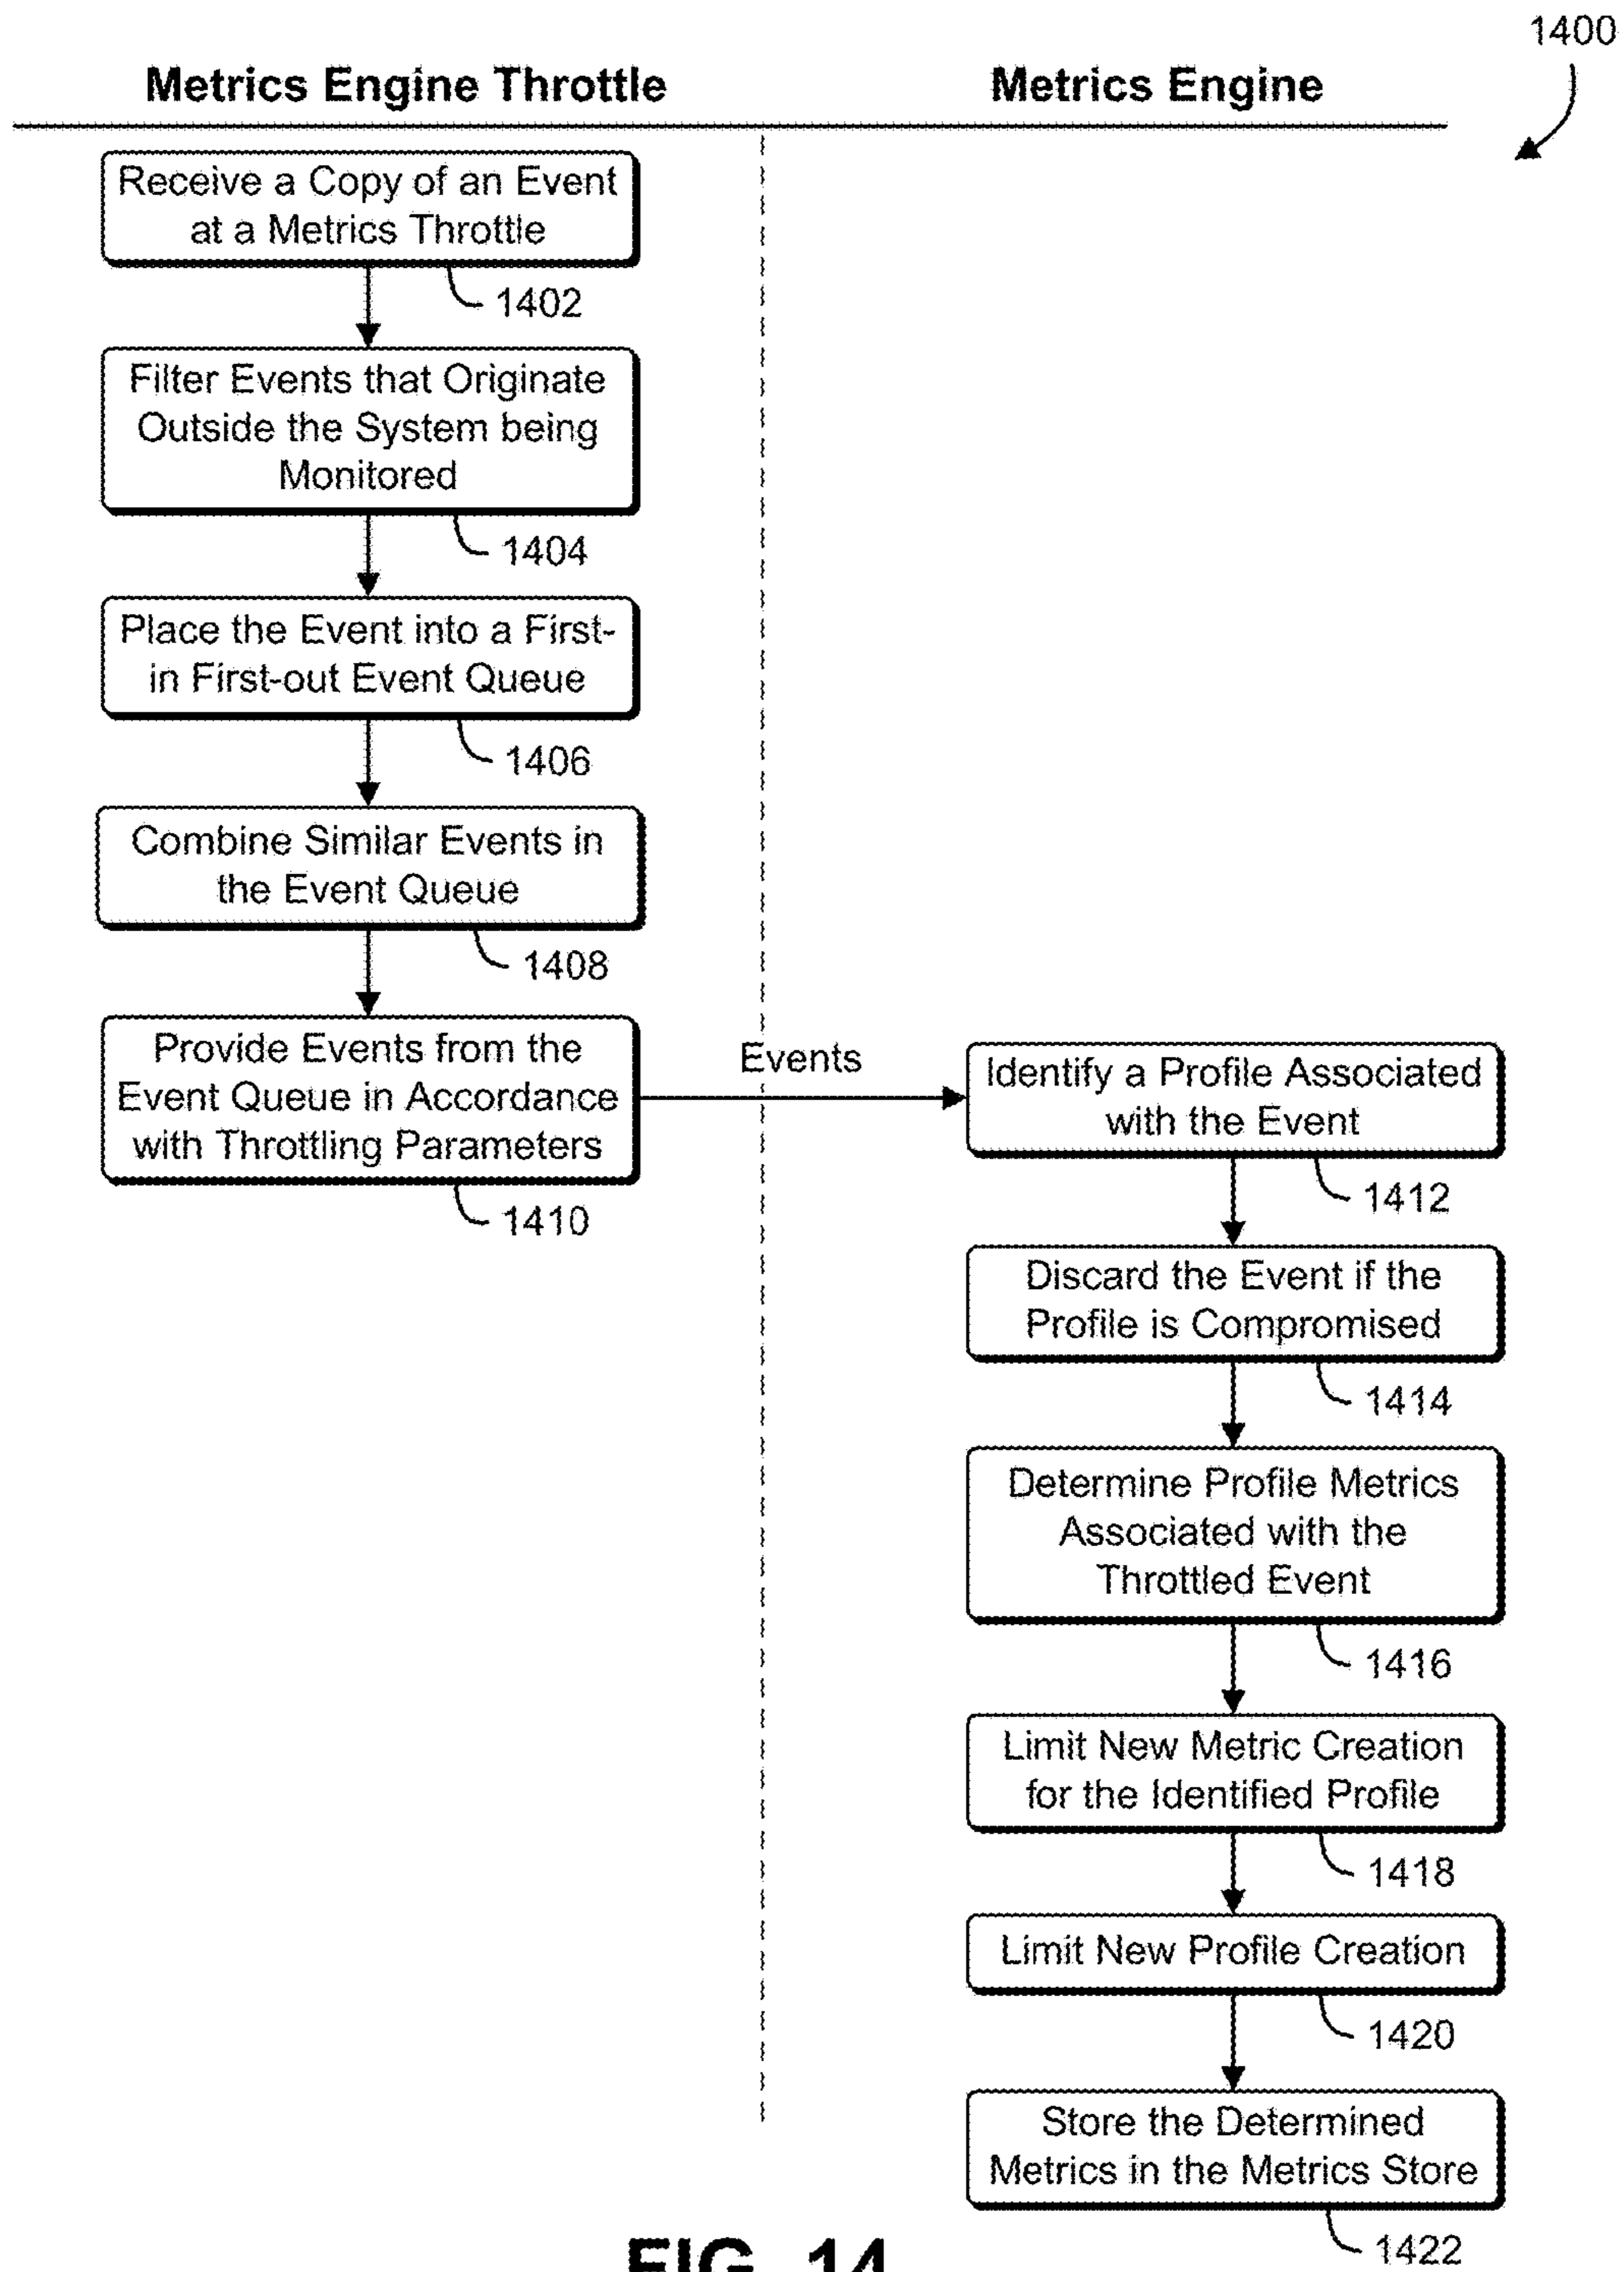 1400
Metrics Engine Throttle
Metrics Engine
Receive a Copy of an Event
at a Metrics Throttle
1402
Filter Events that Originate
Outside the System being
Monitored
1404
Place the Event into a First-
in First-out Event Queue
1406
Combine Similar Events in
the Event Queue
1408
Provide Events from the
Event Queue in Accordance
with Throttling Parameters
1410
Events
Identify a Profile Associated
with the Event
1412
Discard the Event if the
Profile is Compromised
1414
Determine Profile Metrics
Associated with the
Throttled Event
1416
Limit New Metric Creation
for the Identified Profile
1418
Limit New Profile Creation
1420
Store the Determined
Metrics in the Metrics Store
1422
FIG. 14